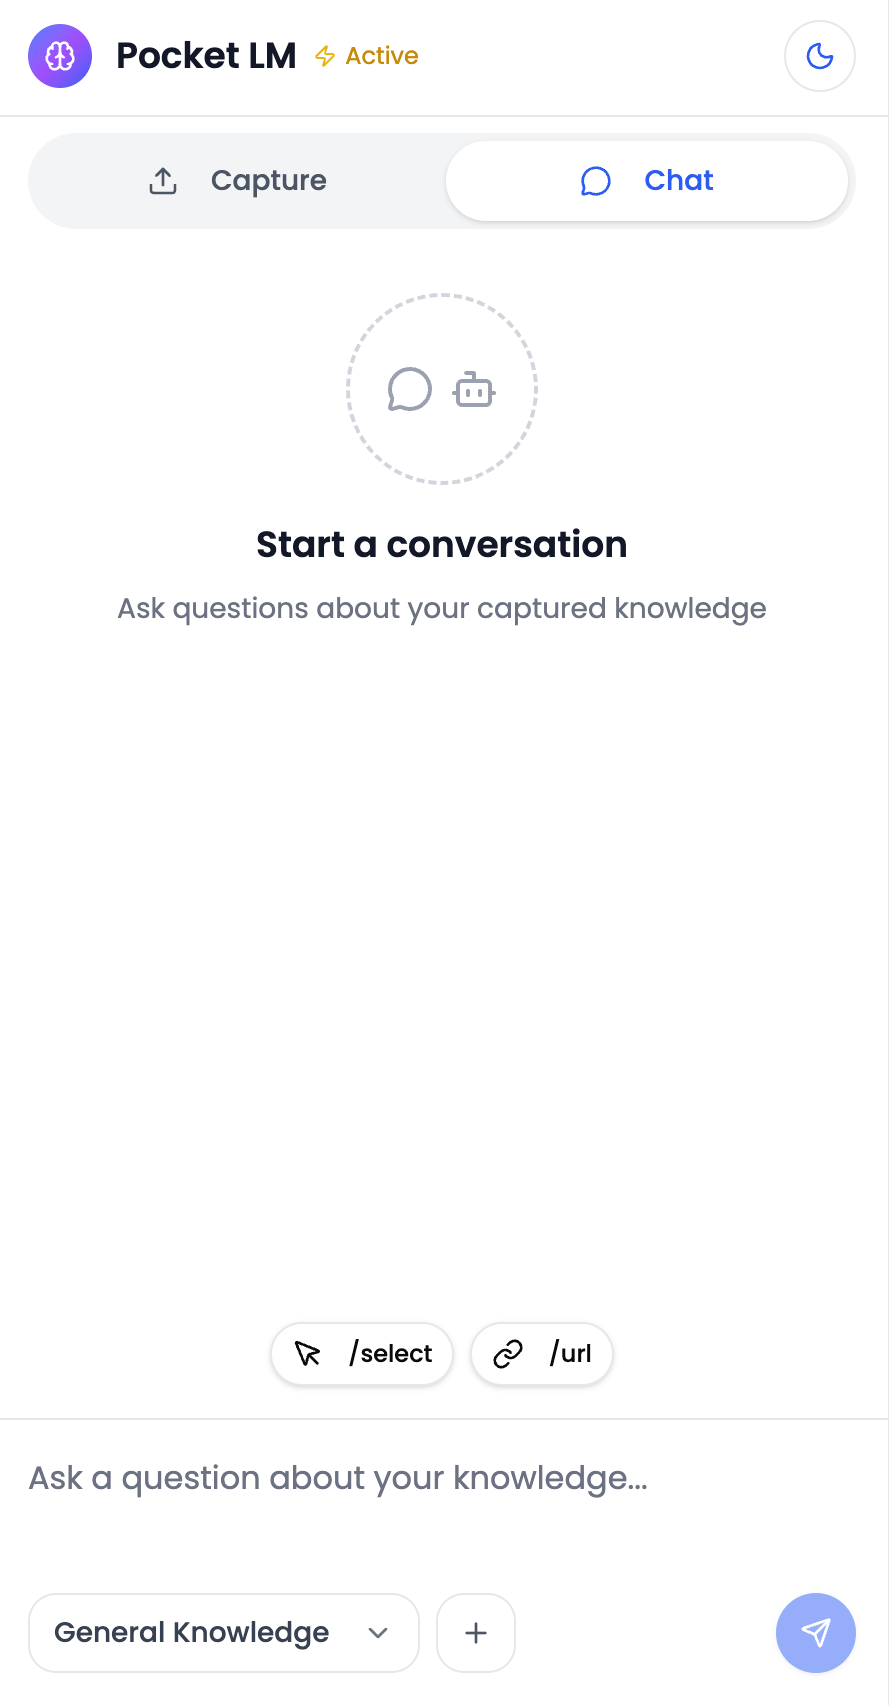 Pocket LM Active
Capture Chat
Start a conversation
Ask questions about your captured knowledge
/select /url
Ask a question about your knowledge...
General Knowledge